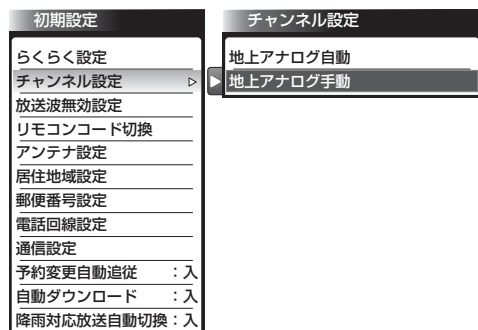 初期設定
らくらく設定
チャンネル設定
放送波無効設定
リモコンコード切換
アンテナ設定
居住地域設定
郵便番号設定
電話回線設定
通信設定
予約変更自動追従 ：入
自動ダウンロード ：入
降雨対応放送自動切換：入
チャンネル設定
地上アナログ自動
地上アナログ手動